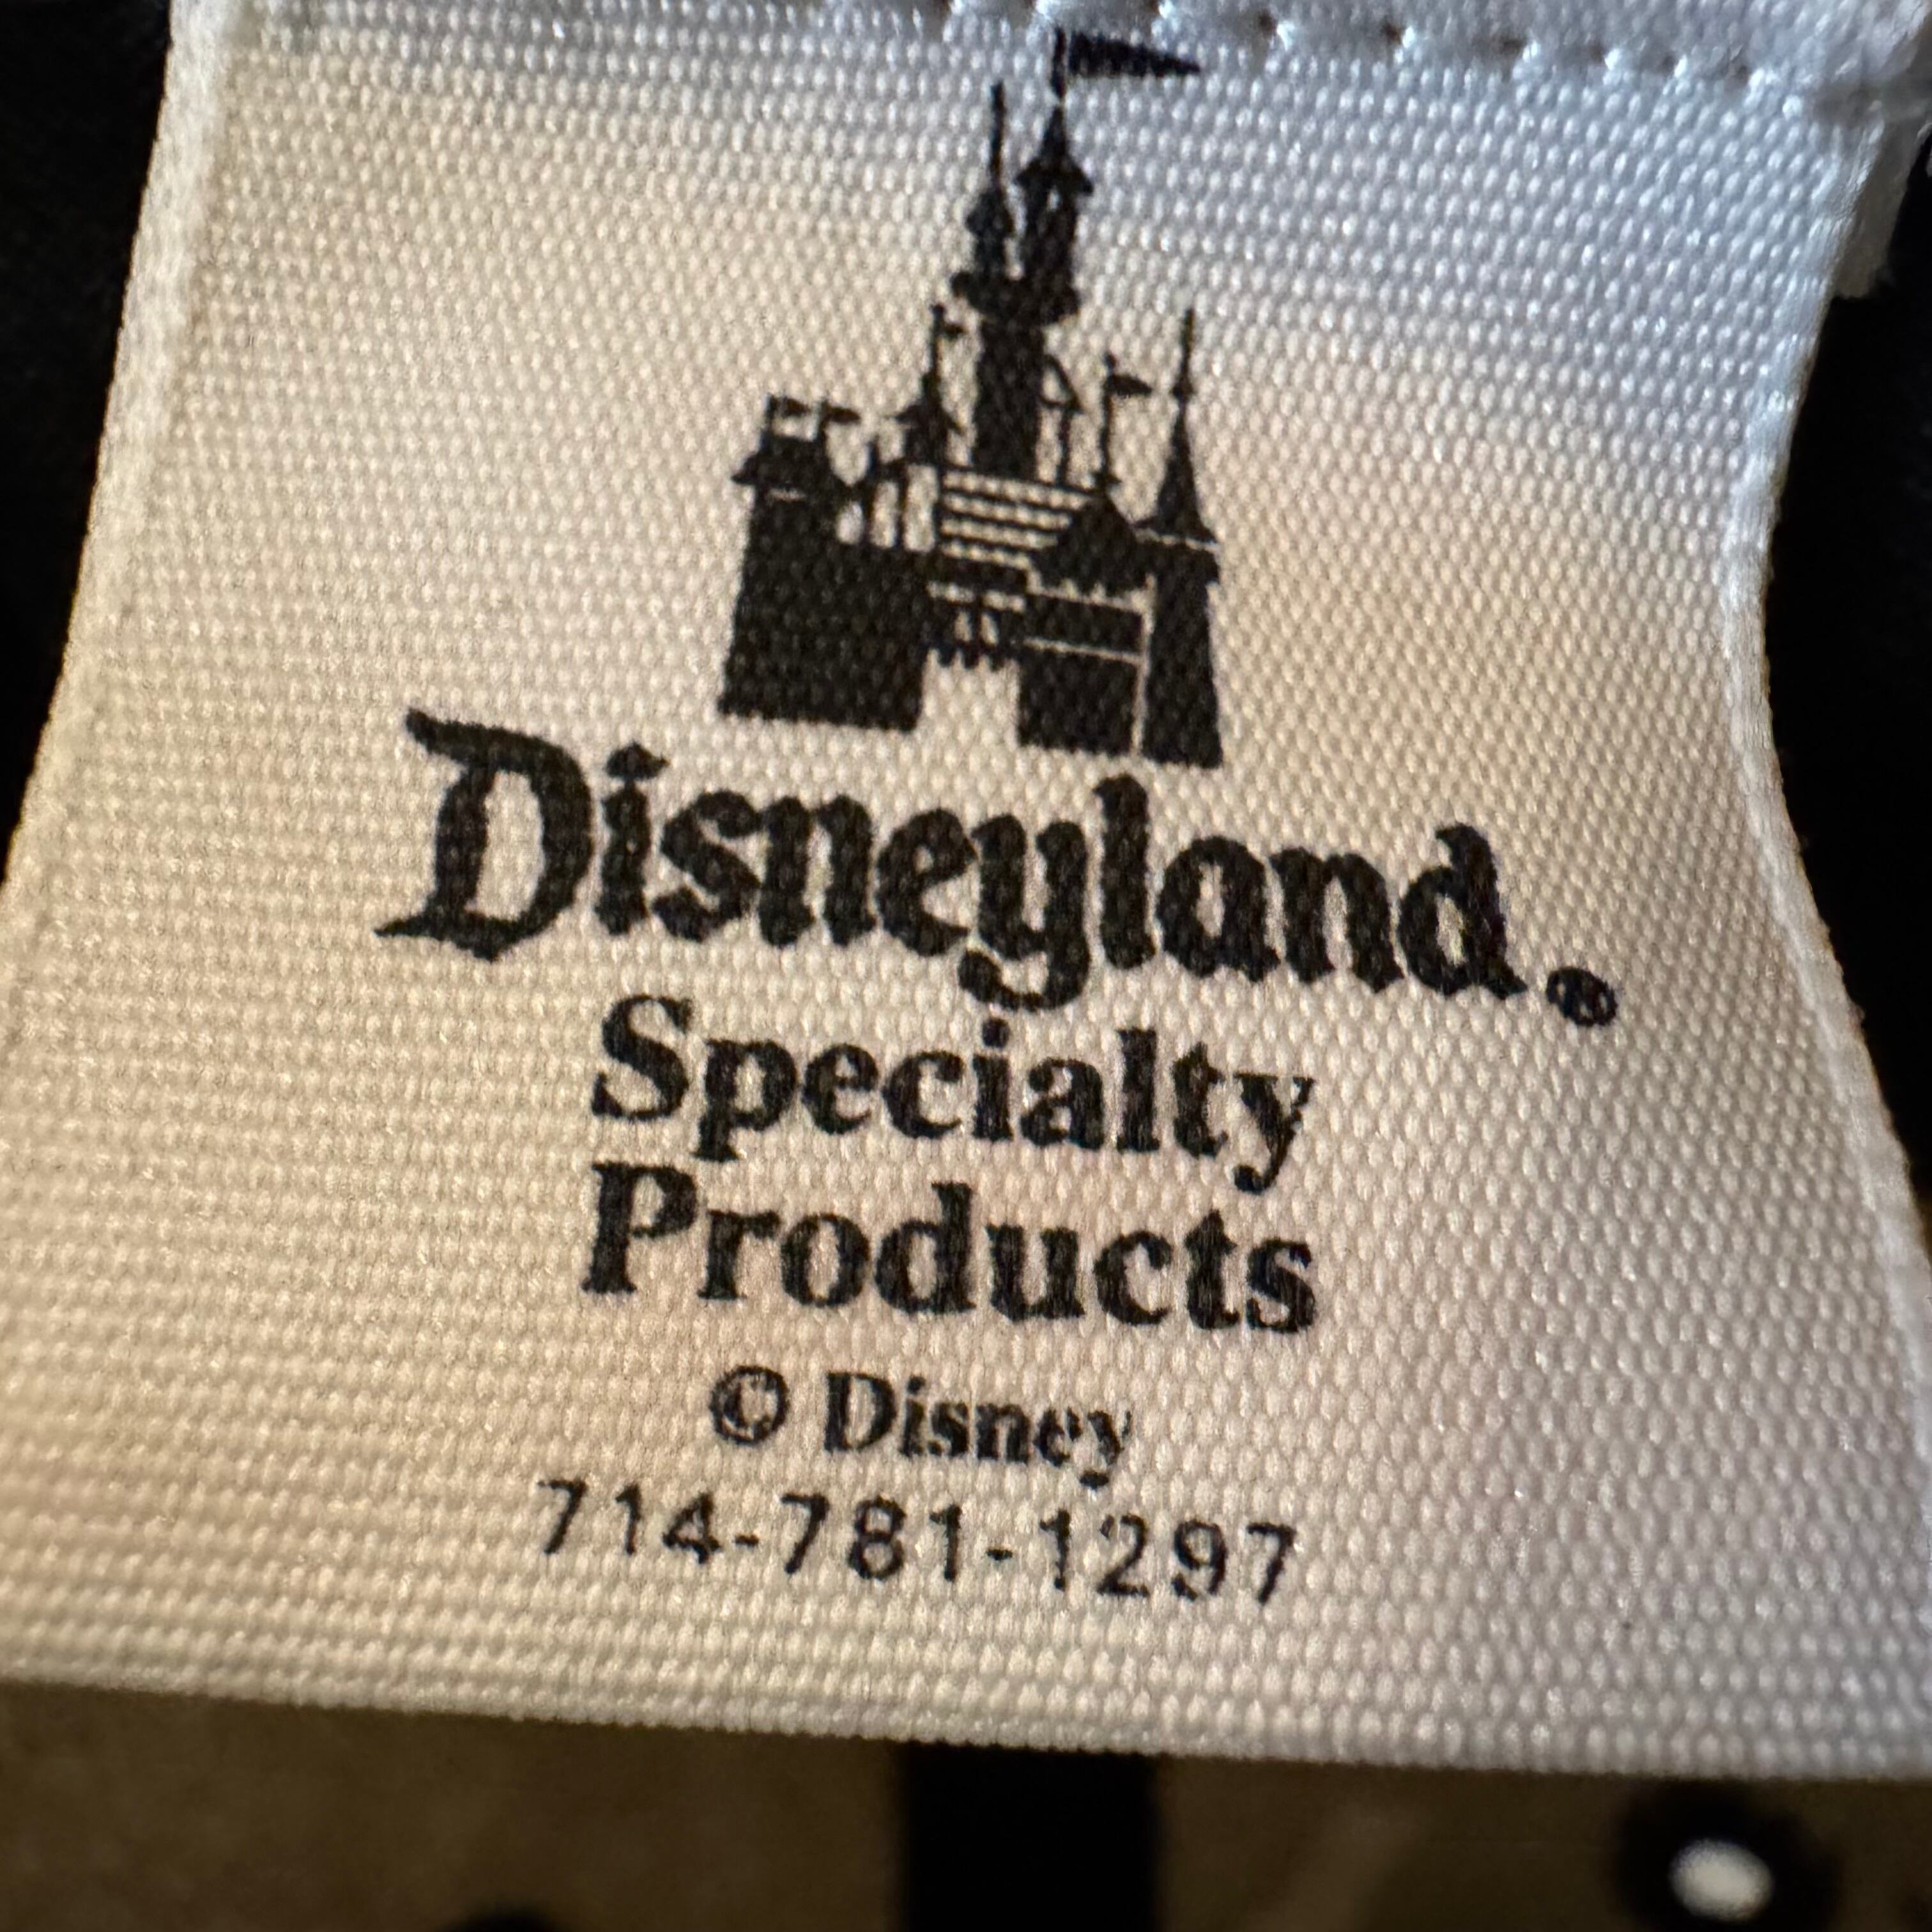 Disneyland®
Specialty
Products
© Disney
714-781-1297